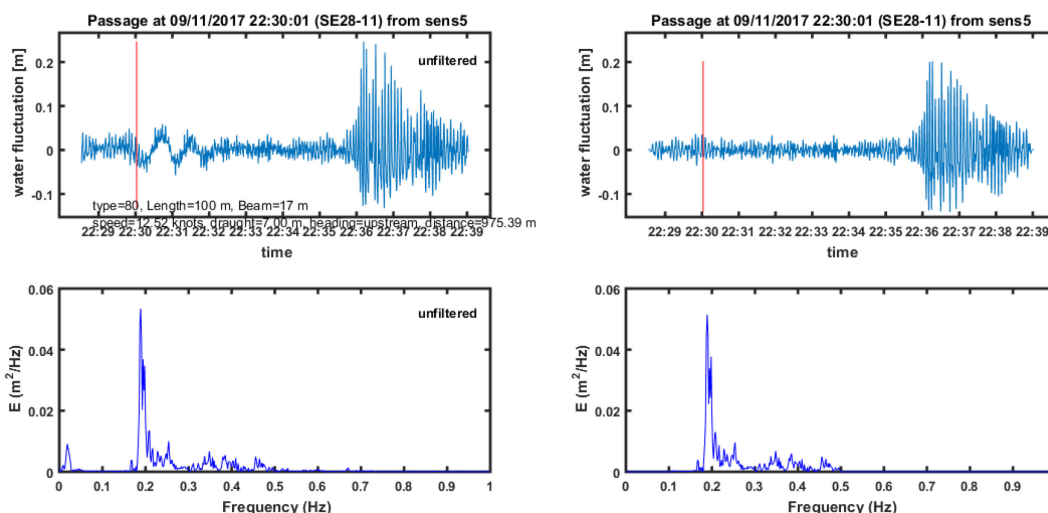 Passage at 09/11/2017 22:30:01 (SE28-11) from sens5
water fluctuation [m]
0.2
0.1
0
-0.1
unfiltered
type=80, Length=100 m, Beam=17 m
speed=12.52 knots, draught=7.00 m, heading=upstream, distance=975.39 m
22:29 22:30 22:31 22:32 22:33 22:34 22:35 22:36 22:37 22:38 22:39
time
Passage at 09/11/2017 22:30:01 (SE28-11) from sens5
water fluctuation [m]
0.2
0.1
0
-0.1
22:29 22:30 22:31 22:32 22:33 22:34 22:35 22:36 22:37 22:38 22:39
time
E (m²/Hz)
0.06
0.04
0.02
0
unfiltered
0 0.1 0.2 0.3 0.4 0.5 0.6 0.7 0.8 0.9 1
Frequency (Hz)
E (m²/Hz)
0.06
0.04
0.02
0
0 0.1 0.2 0.3 0.4 0.5 0.6 0.7 0.8 0.9
Frequency (Hz)